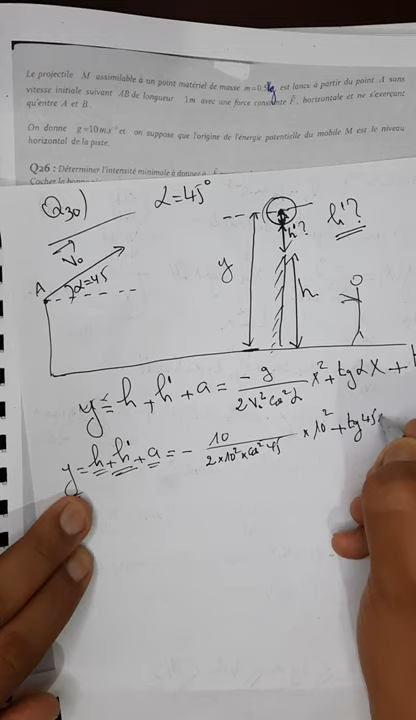 Le projectile M assimilable à un point matériel de masse m=0.5kg est lancé à partir du point A sans
vitesse initiale suivant AB de longueur 1m avec une force constante F, horizontale et ne s'exerçant
qu'entre A et B.
On donne g=10m.s⁻² et on suppose que l'origine de l'énergie potentielle du mobile M est le niveau
horizontal de la piste.
Q26 : Déterminer l'intensité minimale à donner à
Cocher la
Q30) α=45°
V₀
A α=45
y h'? h h'?
y = h + h' + a = -g / 2V₀²cos²α x² + tgα x + h
y = h + h' + a = - 10 / 2×10²×cos²45 × 10² + tg45